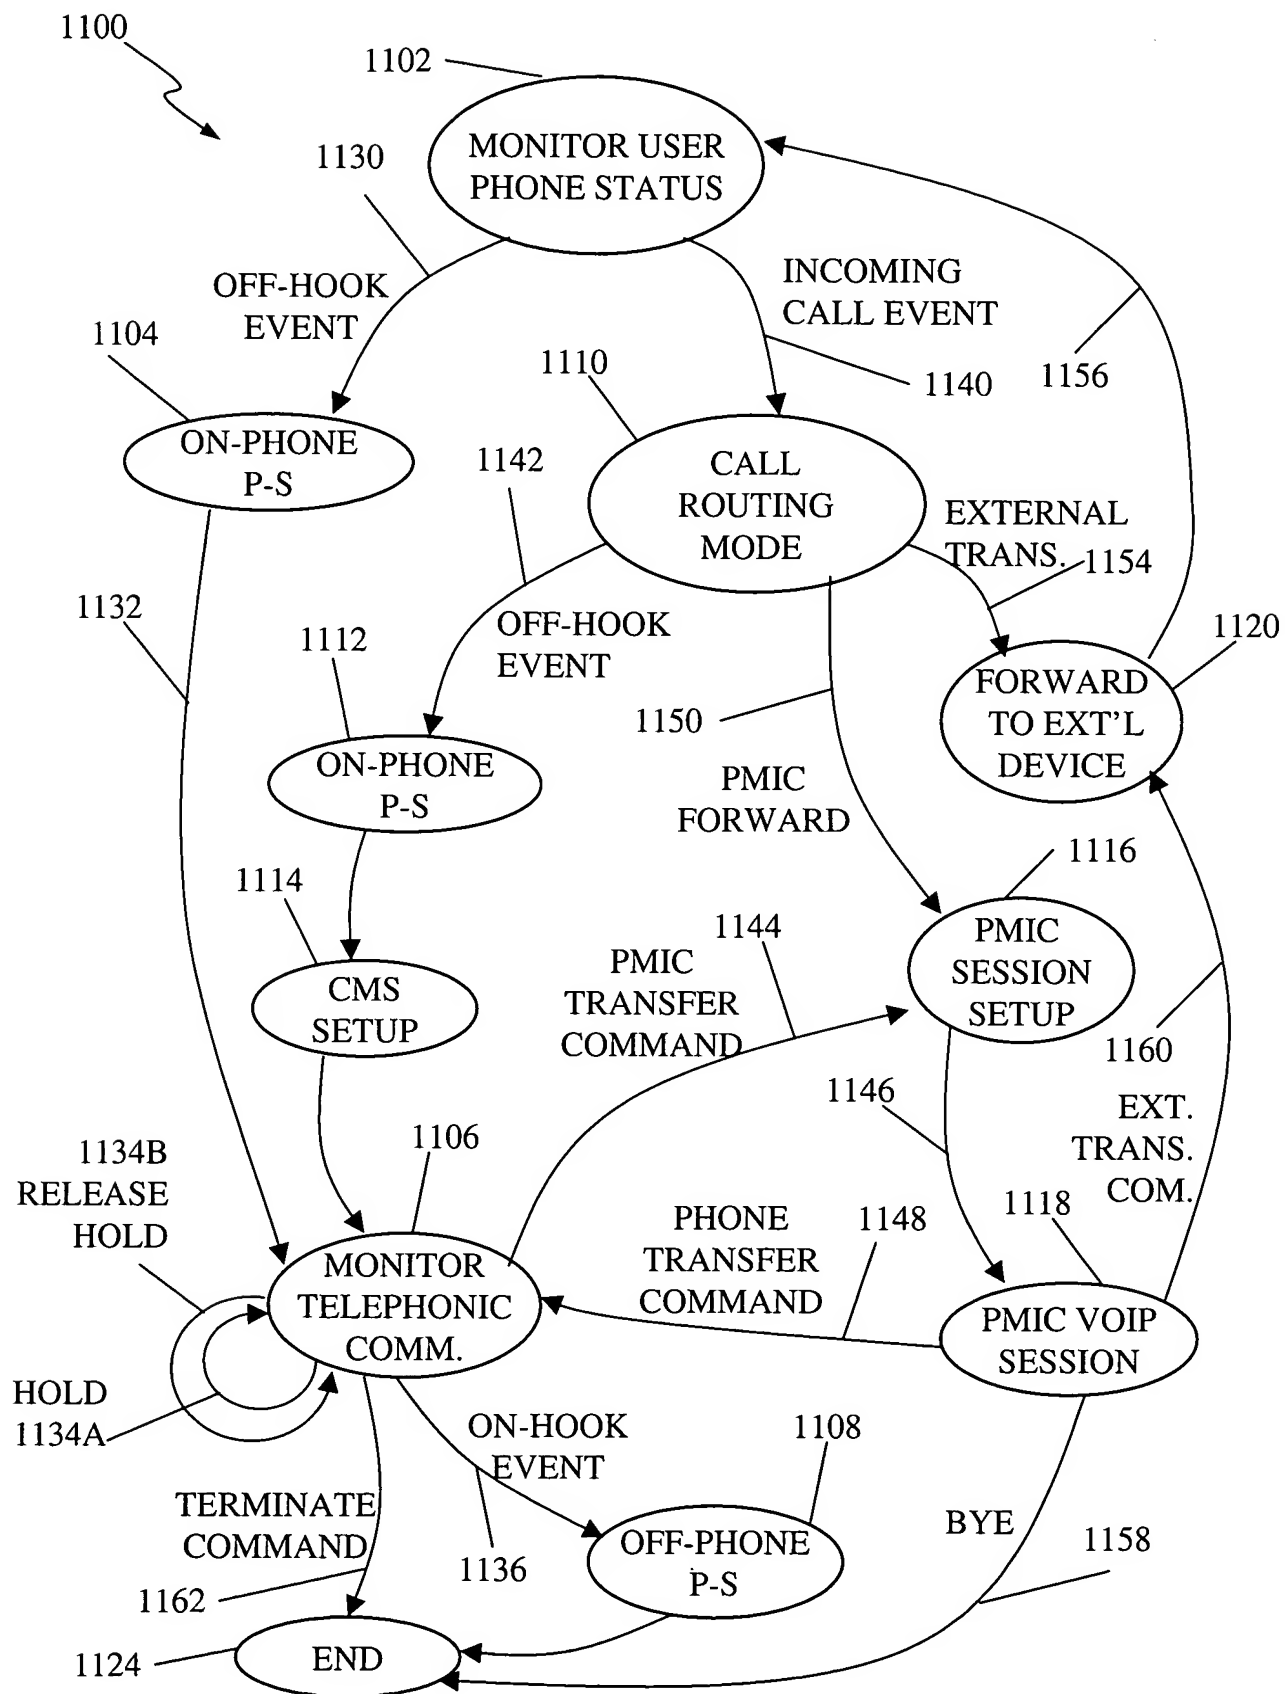 1100
1102
MONITOR USER
PHONE STATUS
1130
OFF-HOOK
EVENT
INCOMING
CALL EVENT
1104
1110
1140
1156
ON-PHONE
P-S
1142
CALL
ROUTING
MODE
EXTERNAL
TRANS.
1154
1132
1112
OFF-HOOK
EVENT
1120
FORWARD
TO EXT'L
DEVICE
1150
ON-PHONE
P-S
PMIC
FORWARD
1116
1114
1144
PMIC
SESSION
SETUP
CMS
SETUP
PMIC
TRANSFER
COMMAND
1160
1146
EXT.
TRANS.
COM.
1106
1134B
RELEASE
HOLD
PHONE
TRANSFER
COMMAND
1148
1118
MONITOR
TELEPHONIC
COMM.
PMIC VOIP
SESSION
HOLD
1134A
ON-HOOK
EVENT
1108
TERMINATE
COMMAND
BYE
1158
OFF-PHONE
P-S
1136
1162
END
1124